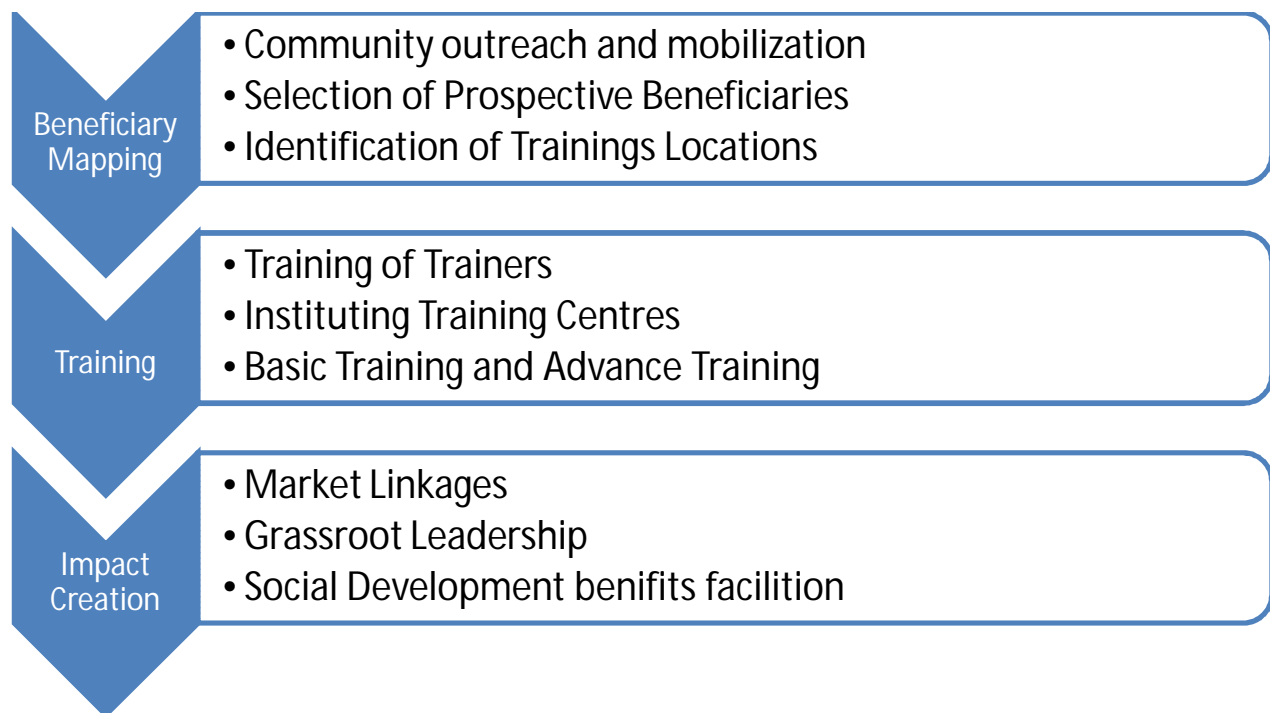 Beneficiary
Mapping
• Community outreach and mobilization
• Selection of Prospective Beneficiaries
• Identification of Trainings Locations
Training
• Training of Trainers
• Instituting Training Centres
• Basic Training and Advance Training
Impact
Creation
• Market Linkages
• Grassroot Leadership
• Social Development benifits facilition